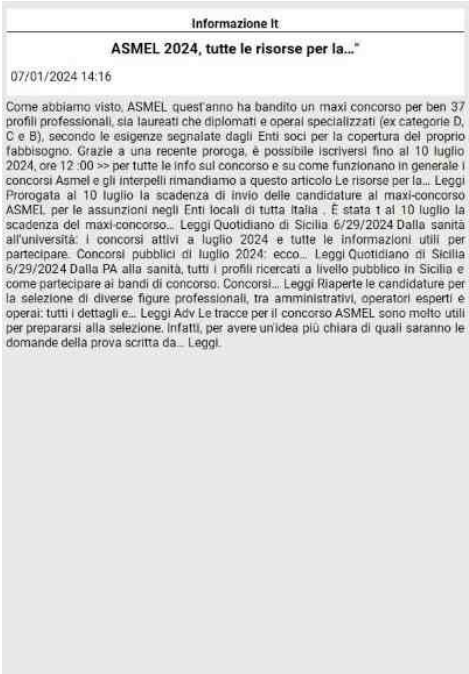 Informazione It
ASMEL 2024, tutte le risorse per la..."
07/01/2024 14:16
Come abbiamo visto, ASMEL quest'anno ha bandito un maxi concorso per ben 37
profili professionali, sia laureati che diplomati e operai specializzati (ex categorie D,
C e B), secondo le esigenze segnalate dagli Enti soci per la copertura del proprio
fabbisogno. Grazie a una recente proroga, è possibile iscriversi fino al 10 luglio
2024, ore 12 :00 >> per tutte le info sul concorso e su come funzionano in generale i
concorsi Asmel e gli interpelli rimandiamo a questo articolo Le risorse per la... Leggi
Prorogata al 10 luglio la scadenza di invio delle candidature al maxi-concorso
ASMEL per le assunzioni negli Enti locali di tutta Italia . È stata t al 10 luglio la
scadenza del maxi-concorso... Leggi Quotidiano di Sicilia 6/29/2024 Dalla sanità
all'università: i concorsi attivi a luglio 2024 e tutte le informazioni utili per
partecipare. Concorsi pubblici di luglio 2024: ecco... Leggi Quotidiano di Sicilia
6/29/2024 Dalla PA alla sanità, tutti i profili ricercati a livello pubblico in Sicilia e
come partecipare ai bandi di concorso. Concorsi... Leggi Riaperte le candidature per
la selezione di diverse figure professionali, tra amministrativi, operatori esperti e
operai: tutti i dettagli e... Leggi Adv Le tracce per il concorso ASMEL sono molto utili
per prepararsi alla selezione. Infatti, per avere un'idea più chiara di quali saranno le
domande della prova scritta da... Leggi.